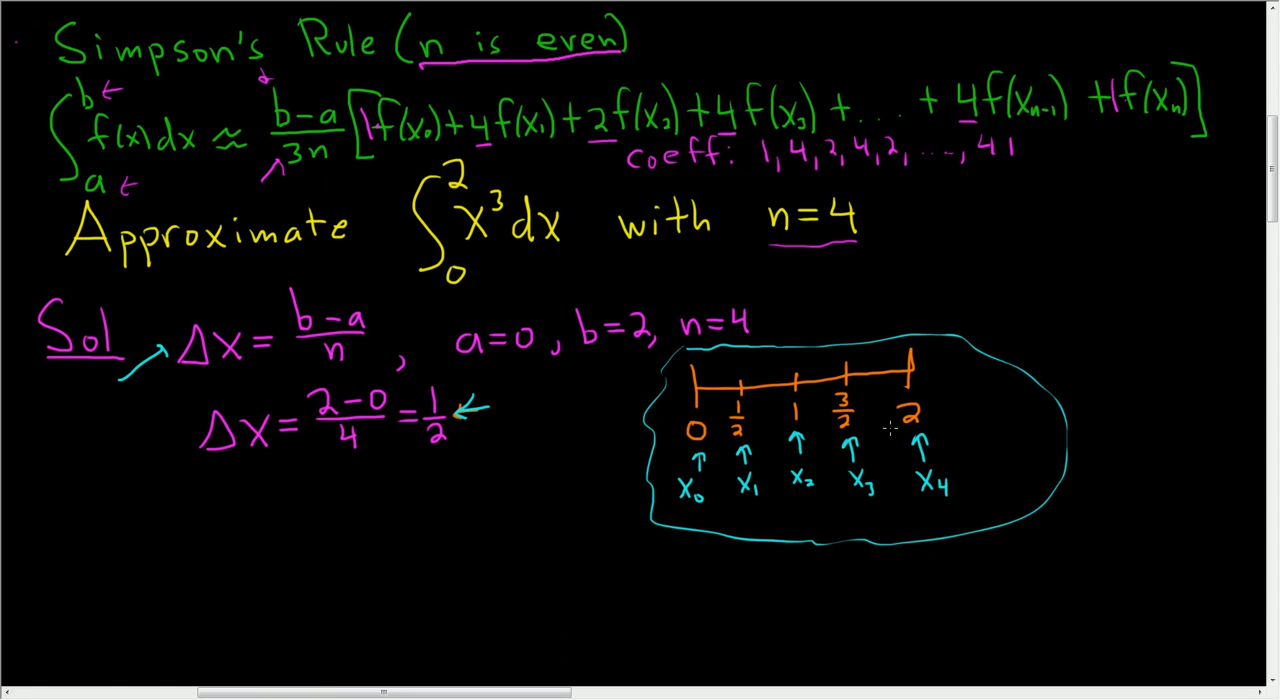 Simpson's Rule (n is even)
∫ₐᵇ f(x)dx ≈ (b-a)/(3n) [1f(x₀)+4f(x₁)+2f(x₂)+4f(x₃)+...+4f(xₙ₋₁)+1f(xₙ)]
coeff: 1,4,2,4,2,...,4 1
Approximate ∫₀² x³dx with n=4
Sol Δx = (b-a)/n , a=0, b=2, n=4
Δx = (2-0)/4 = 1/2
0 1/2 1 3/2 2
x₀ x₁ x₂ x₃ x₄